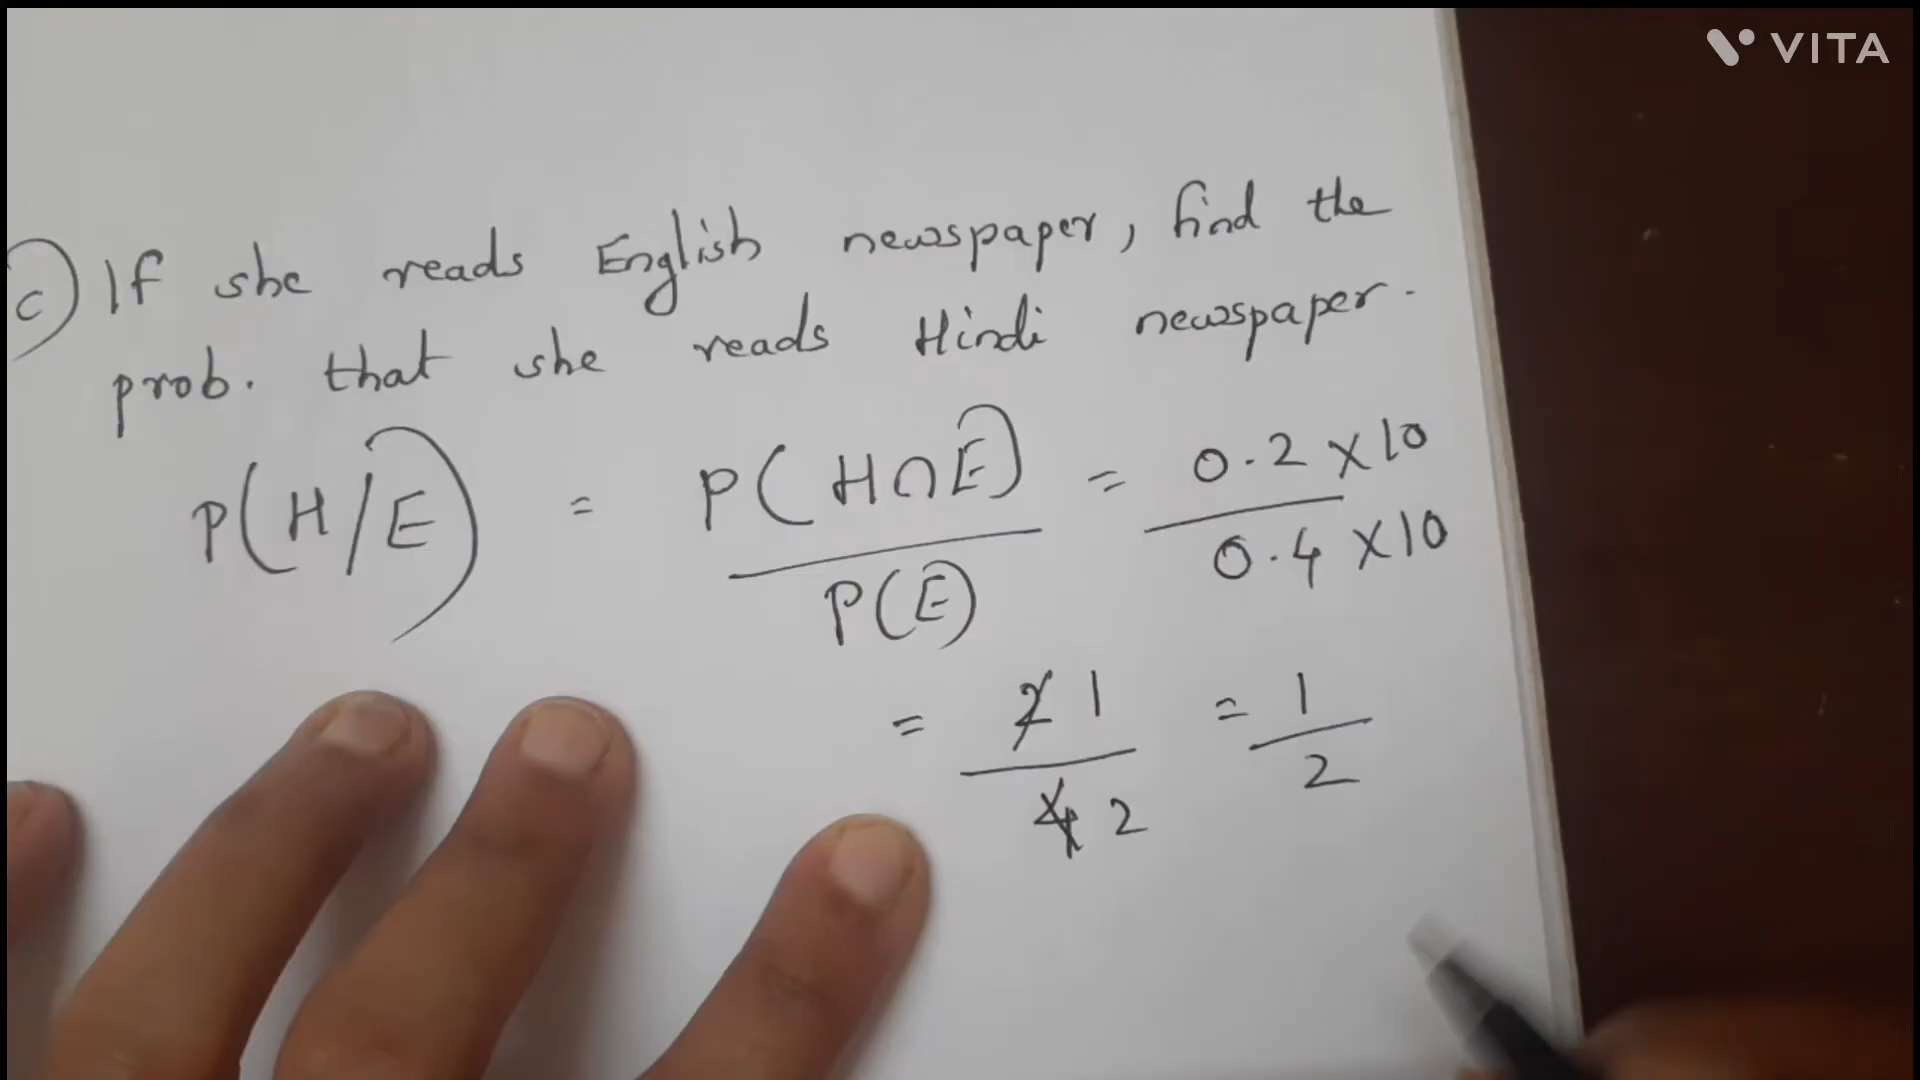 VITA
c) If she reads English newspaper, find the
prob. that she reads Hindi newspaper.
P(H/E) = P(H∩E) / P(E) = 0.2 × 10 / 0.4 × 10
= 2 1 / 4 2 = 1 / 2